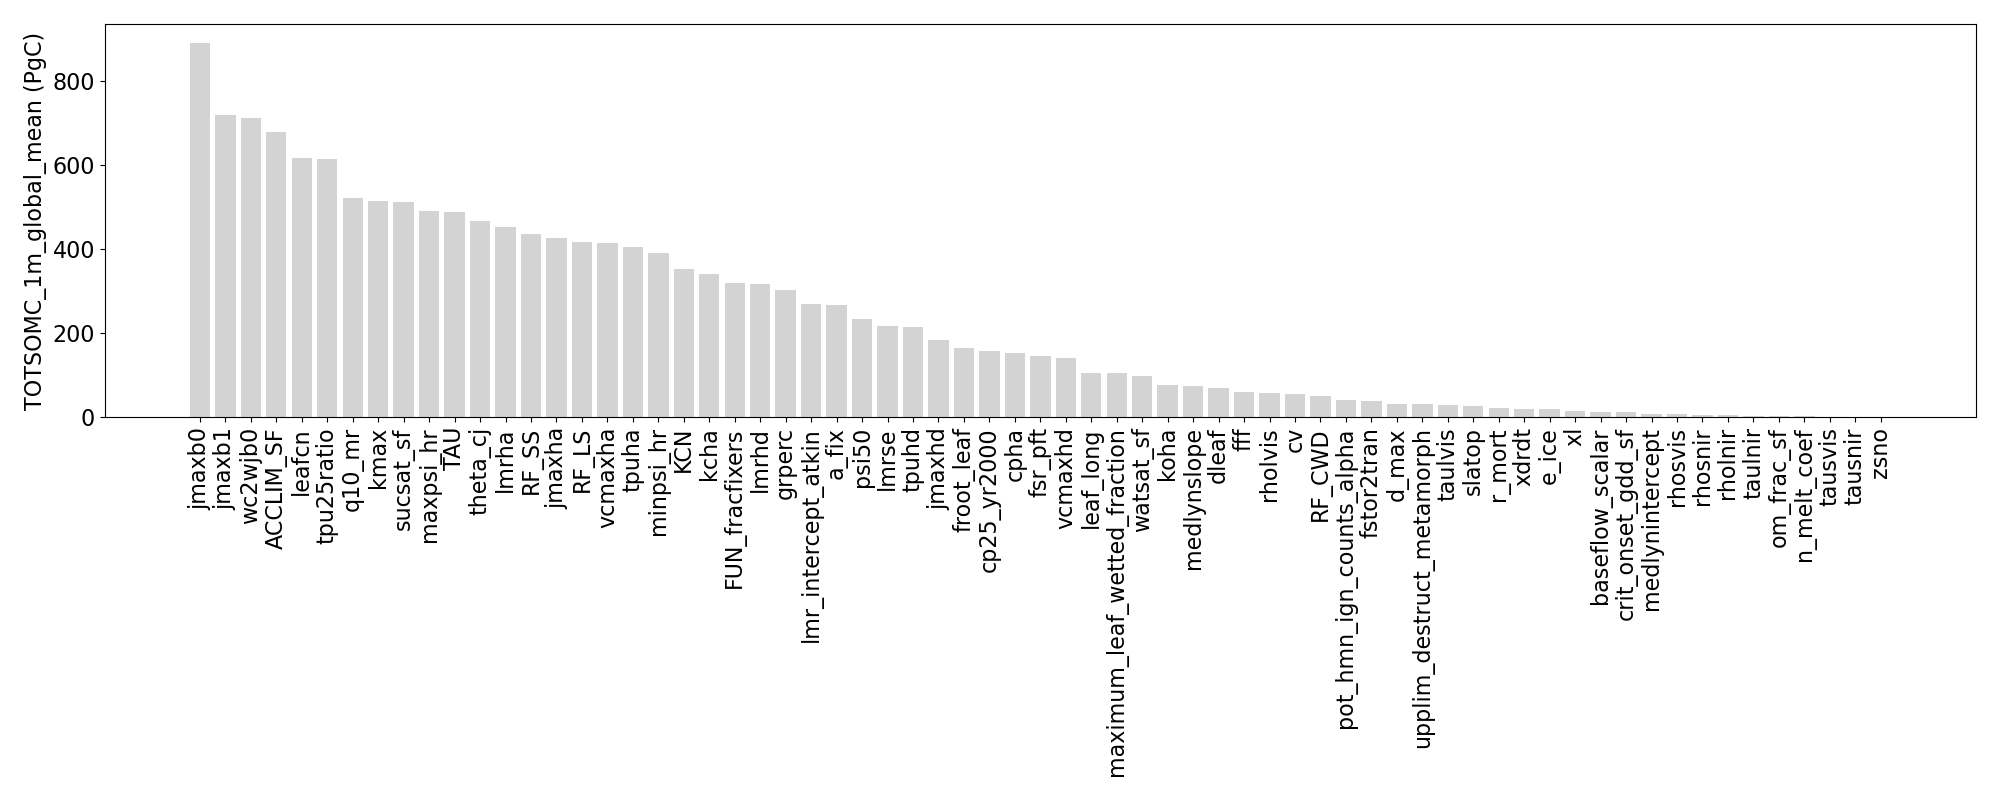 TOTSOMC_1m_global_mean (PgC)
800
600
400
200
0
jmaxb0
jmaxb1
wc2wjb0
ACCLIM_SF
leafcn
tpu25ratio
q10_mr
kmax
sucsat_sf
maxpsi_hr
TAU
theta_cj
lmrha
RF_SS
jmaxha
RF_LS
vcmaxha
tpuha
minpsi_hr
KCN
kcha
FUN_fracfixers
lmrhd
grperc
lmr_intercept_atkin
a_fix
psi50
lmrse
tpuhd
jmaxhd
froot_leaf
cp25_yr2000
cpha
fsr_pft
vcmaxhd
leaf_long
maximum_leaf_wetted_fraction
watsat_sf
koha
medlynslope
dleaf
fff
rholvis
cv
RF_CWD
pot_hmn_ign_counts_alpha
fstor2tran
d_max
upplim_destruct_metamorph
taulvis
slatop
r_mort
xdrdt
e_ice
xl
baseflow_scalar
crit_onset_gdd_sf
medlynintercept
rhosvis
rhosnir
rholnir
taulnir
om_frac_sf
n_melt_coef
tausvis
tausnir
zsno